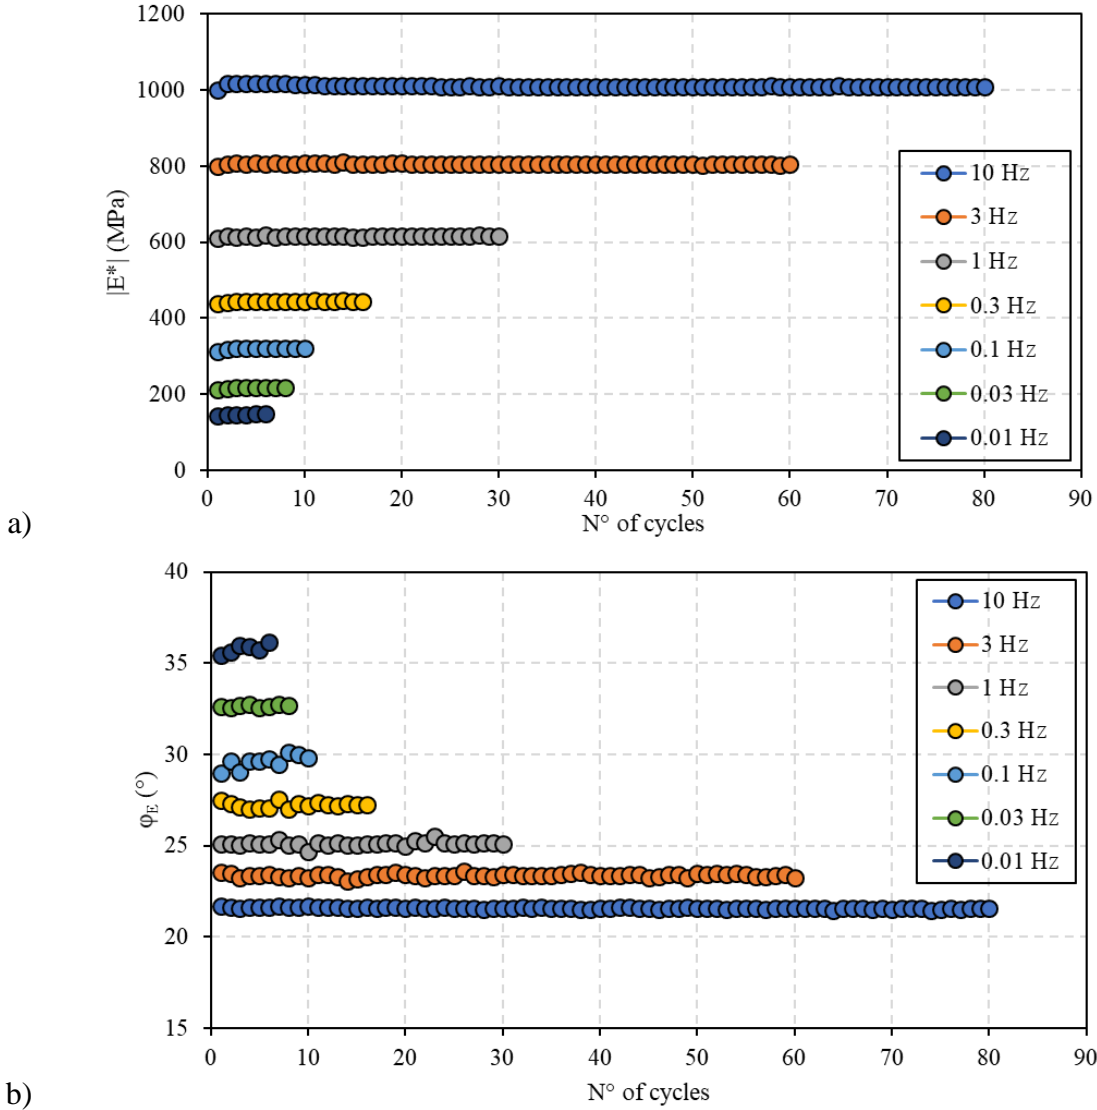 1200
1000
800
600
400
200
0
|E*| (MPa)
10 Hz
3 Hz
1 Hz
0.3 Hz
0.1 Hz
0.03 Hz
0.01 Hz
0 10 20 30 40 50 60 70 80 90
N° of cycles
a)
40
35
30
25
20
15
φE (°)
10 Hz
3 Hz
1 Hz
0.3 Hz
0.1 Hz
0.03 Hz
0.01 Hz
0 10 20 30 40 50 60 70 80 90
N° of cycles
b)